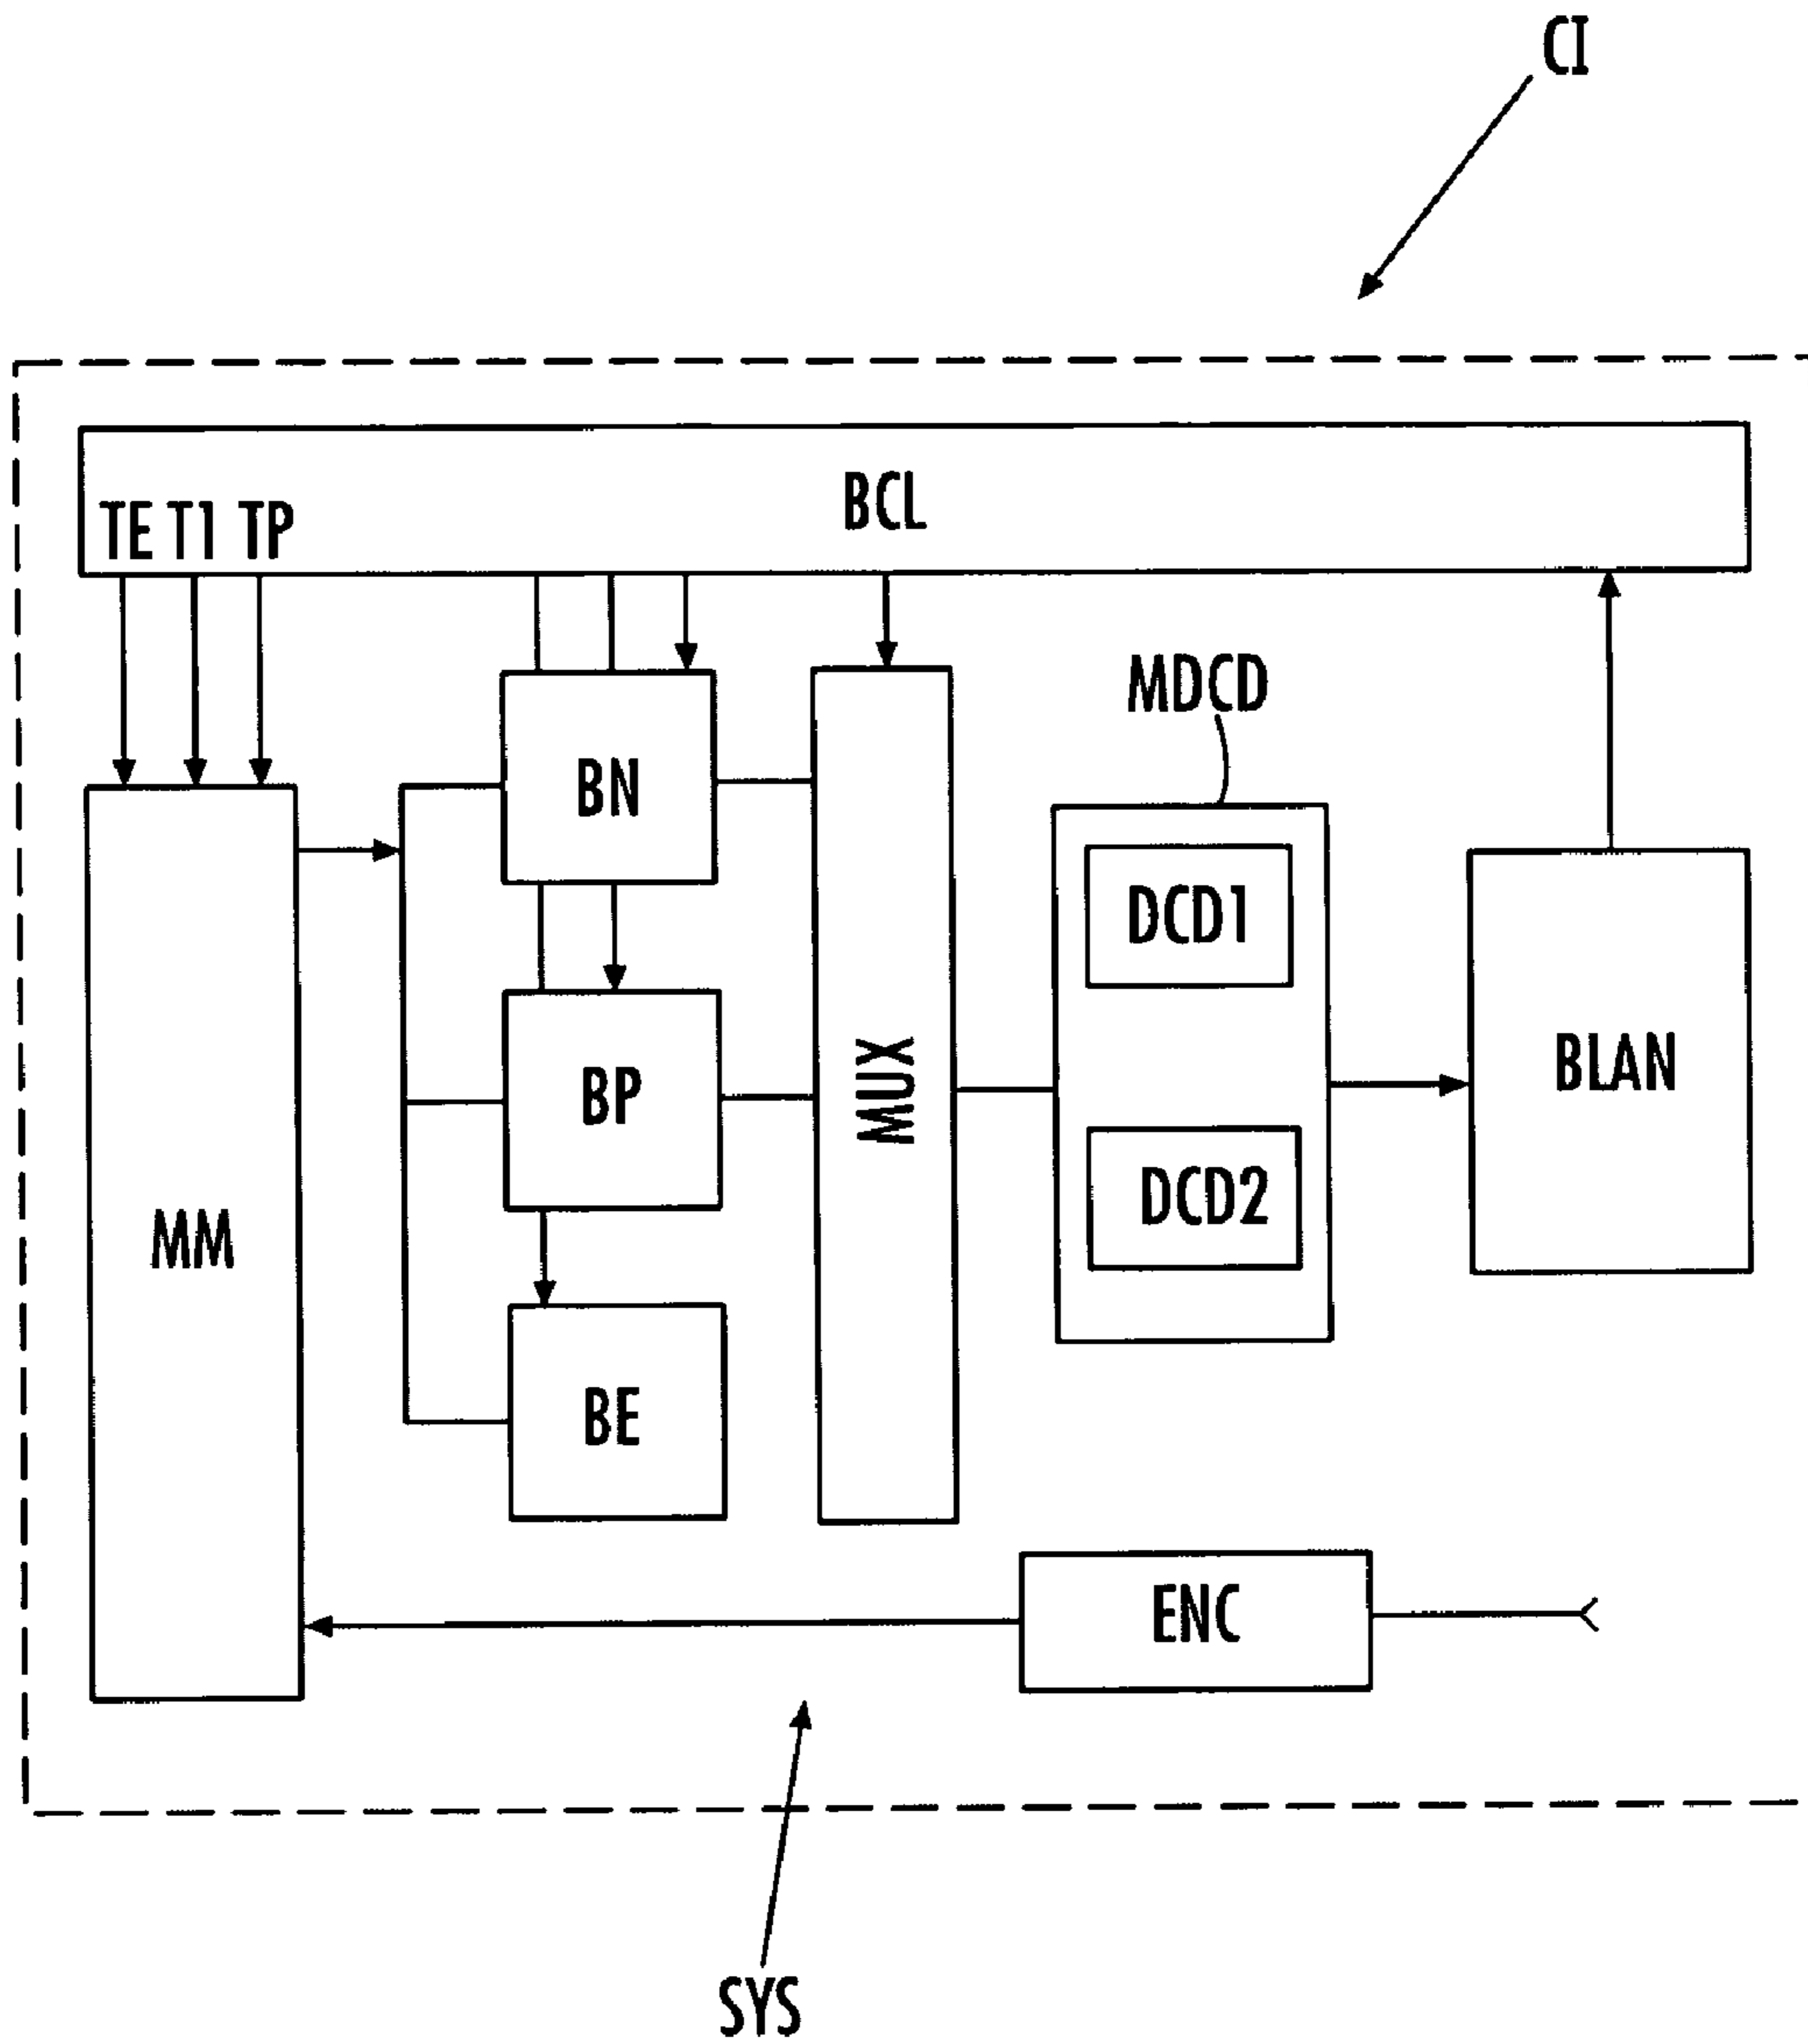 CI
BCL
TE T1 TP
MDCD
BN
DCD1
BP
MUX
BLAN
DCD2
MM
BE
ENC
SYS